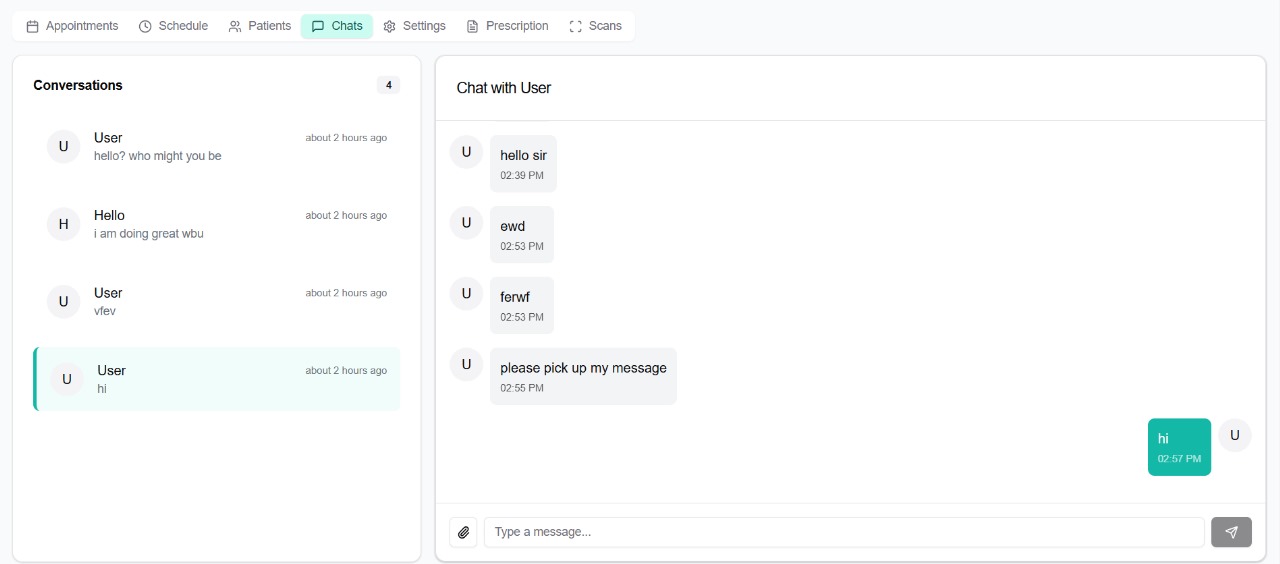 Appointments Schedule Patients Chats Settings Prescription Scans
Conversations 4
U User about 2 hours ago
hello? who might you be
H Hello about 2 hours ago
i am doing great wbu
U User about 2 hours ago
vfev
U User about 2 hours ago
hi
Chat with User
U hello sir
02:39 PM
U ewd
02:53 PM
U ferwf
02:53 PM
U please pick up my message
02:55 PM
hi U
02:57 PM
Type a message...